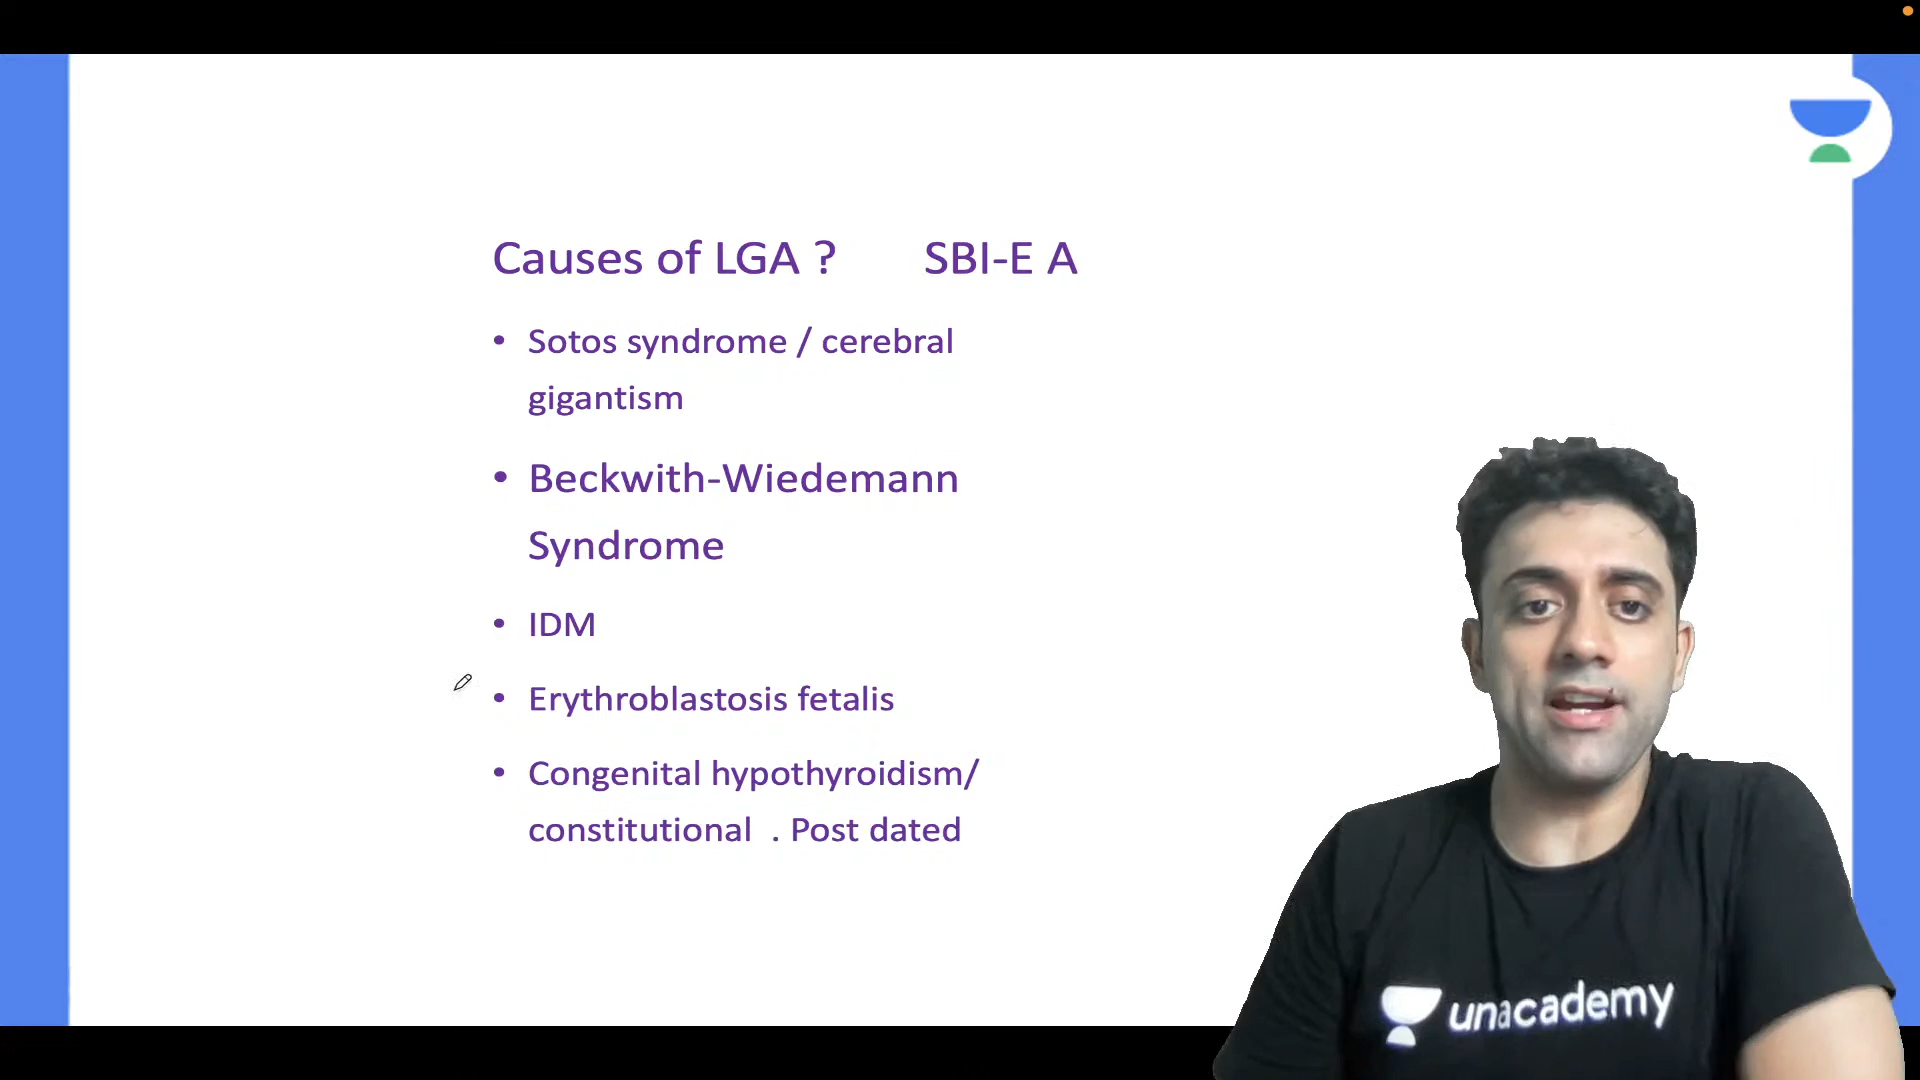 Causes of LGA ? SBI-E A
• Sotos syndrome / cerebral
gigantism
• Beckwith-Wiedemann
Syndrome
• IDM
• Erythroblastosis fetalis
• Congenital hypothyroidism/
constitutional . Post dated
unacademy